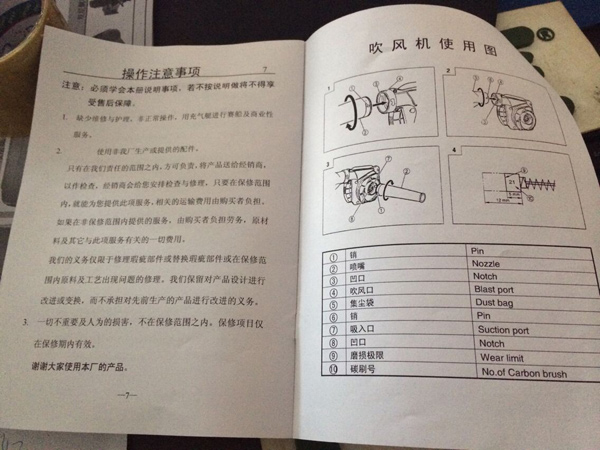 操作注意事项 7
注意: 必须学会本册说明事项、若不按说明做将不得享
受售后保障。
1. 缺少维修与护理、非正常操作，用充气艇进行赛船及商业性
服务。
2. 使用非我厂生产或提供的配件。
只有在我们责任的范围之内，方可负责，将产品送给经销商，
以作检查，经销商会给您安排检查与修理，只要在保修范围
内，就能为您提供此项服务，相关的运输费用由购买者负担。
如果在非保修范围内提供的服务，由购买者负担劳务，原材
料及其它与此项服务有关的一切费用。
我们的义务仅限于修理瑕疵部件或替换瑕疵部件或在保修范
围内原料及工艺出现问题的修理。我们保留对产品设计进行
改进或变换，而不承担对先前生产的产品进行改进的义务。
3. 一切不重要及人为的损害，不在保修范围之内，保修项目仅
在保修期内有效。
谢谢大家使用本厂的产品。
—7—
吹风机使用图
1
2
3
4
21
12 mm
① 销 Pin
② 喷嘴 Nozzle
③ 凹口 Notch
④ 吹风口 Blast port
⑤ 集尘袋 Dust bag
⑥ 销 Pin
⑦ 吸入口 Suction port
⑧ 凹口 Notch
⑨ 磨损极限 Wear limit
⑩ 碳刷号 No.of Carbon brush